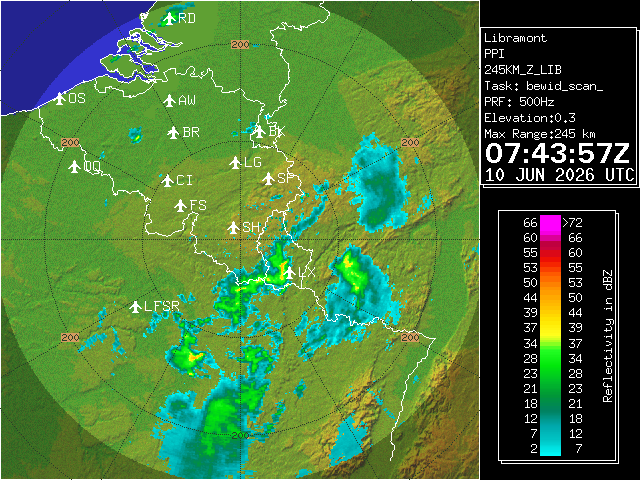 Libramont
PPI
245KM_Z_LIB
Task: bewid_scan_
PRF: 500Hz
Elevation:0.3
Max Range:245 km
07:43:57Z
10 JUN 2026 UTC
RD
200
OS
AW
BR
BK
200
200
QQ
LG
CI
SP
FS
SH
LX
LFSR
200
200
200
66 >72
60 66
55 60
53 55
50 53
44 50
39 44
37 39
34 37
28 34
23 28
21 23
18 21
12 18
7 12
2 7
Reflectivity in dBZ